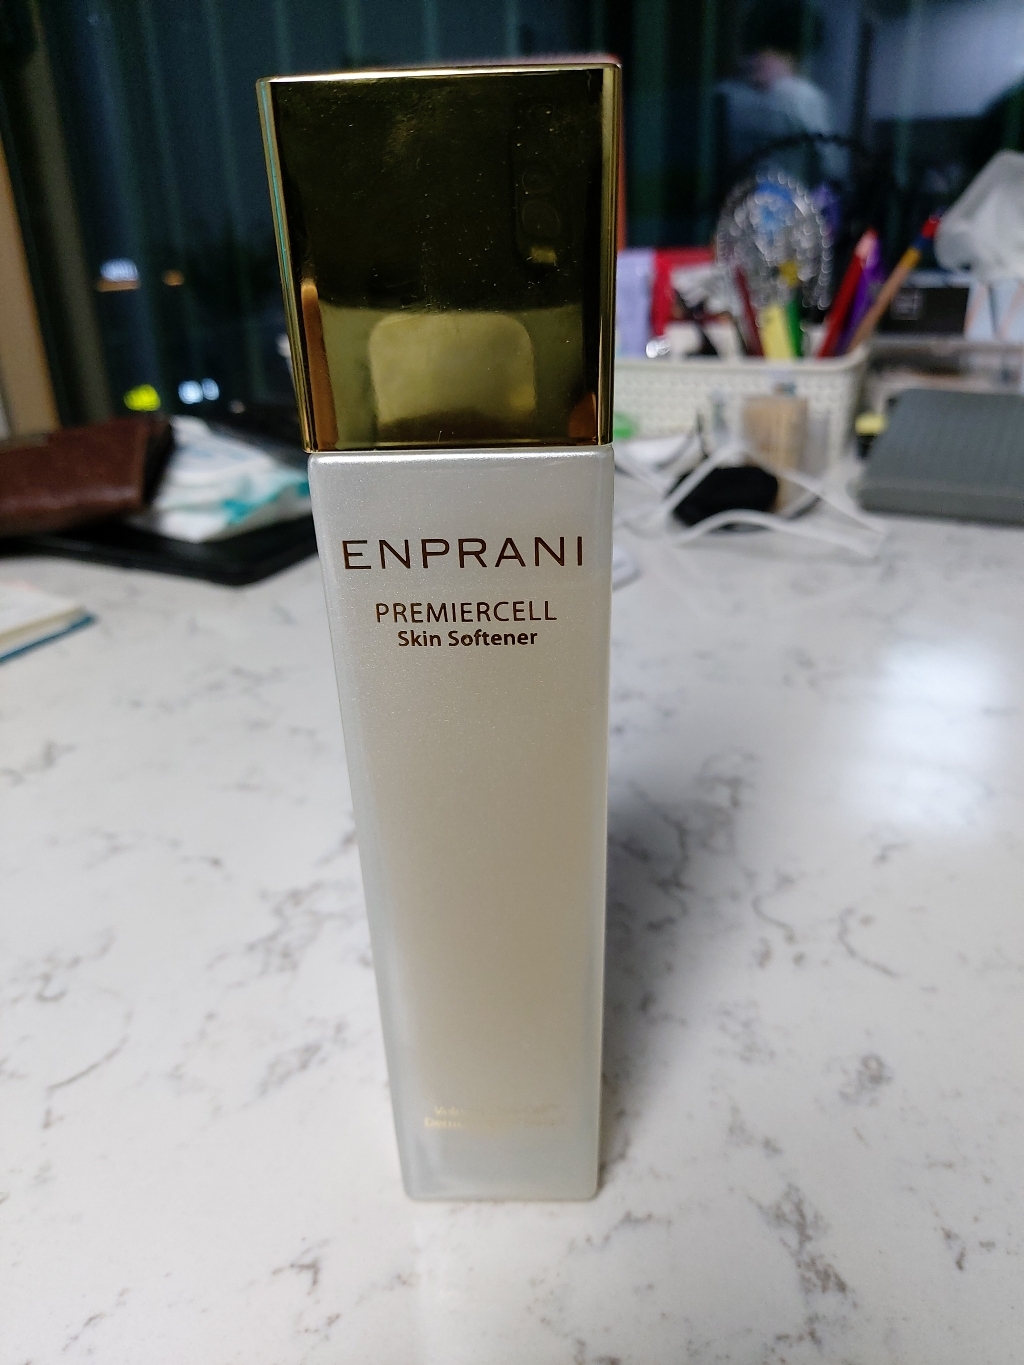 ENPRANI
PREMIERCELL
Skin Softener